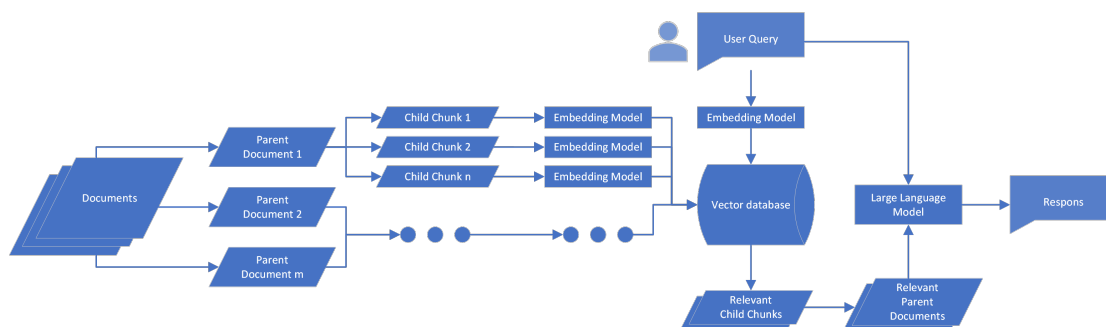 User Query
Child Chunk 1
Embedding Model
Embedding Model
Parent
Document 1
Child Chunk 2
Embedding Model
Child Chunk n
Embedding Model
Documents
Parent
Document 2
Vector database
Large Language
Model
Respons
Parent
Document m
Relevant
Child Chunks
Relevant
Parent
Documents